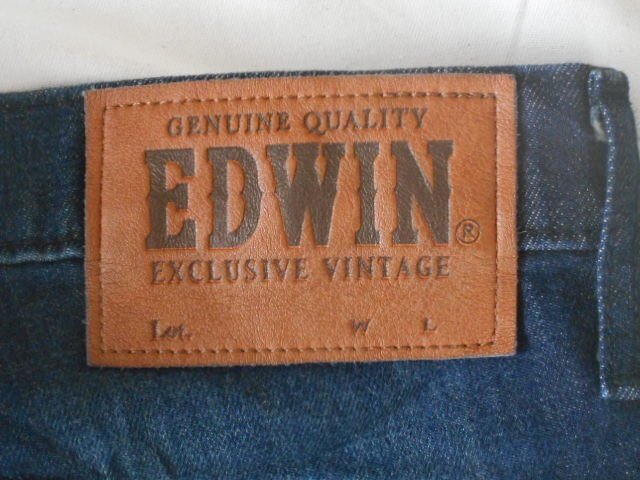 GENUINE QUALITY
EDWIN®
EXCLUSIVE VINTAGE
Lot. W L